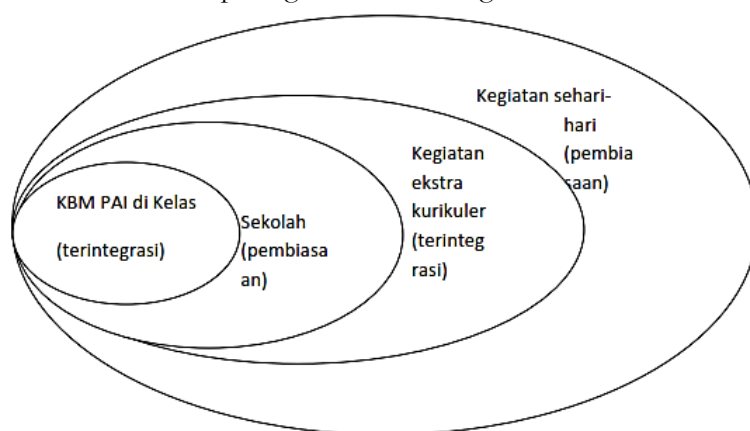 KBM PAI di Kelas
(terintegrasi)
Sekolah
(pembiasa
an)
Kegiatan
ekstra
kurikuler
(terinteg
rasi)
Kegiatan sehari-
hari
(pembia
saan)